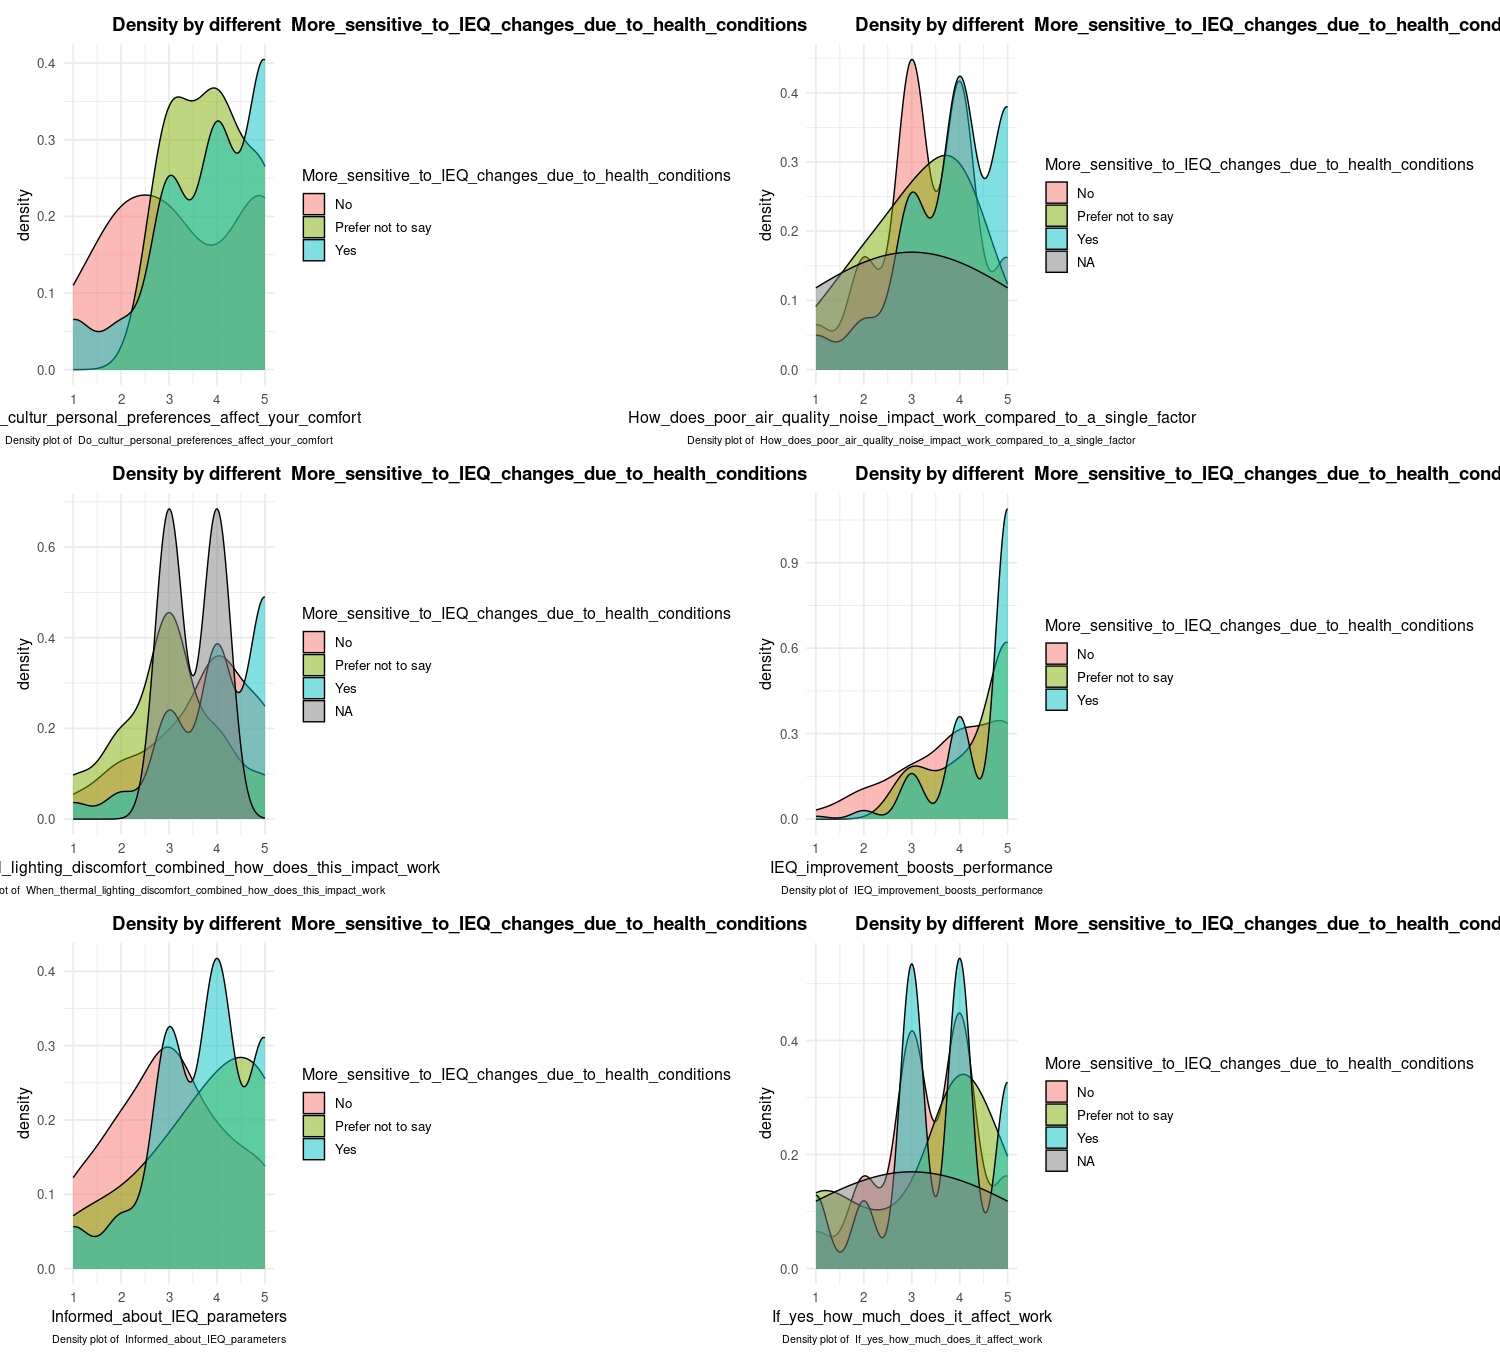 Density by different More_sensitive_to_IEQ_changes_due_to_health_conditions
0.4
0.3
0.2
0.1
0.0
density
1 2 3 4 5
_cultur_personal_preferences_affect_your_comfort
Density plot of Do_cultur_personal_preferences_affect_your_comfort
More_sensitive_to_IEQ_changes_due_to_health_conditions
No
Prefer not to say
Yes
Density by different More_sensitive_to_IEQ_changes_due_to_health_cond
0.4
0.3
0.2
0.1
0.0
density
1 2 3 4 5
How_does_poor_air_quality_noise_impact_work_compared_to_a_single_factor
Density plot of How_does_poor_air_quality_noise_impact_work_compared_to_a_single_factor
More_sensitive_to_IEQ_changes_due_to_health_conditions
No
Prefer not to say
Yes
NA
Density by different More_sensitive_to_IEQ_changes_due_to_health_conditions
0.6
0.4
0.2
0.0
density
1 2 3 4 5
l_lighting_discomfort_combined_how_does_this_impact_work
ot of When_thermal_lighting_discomfort_combined_how_does_this_impact_work
More_sensitive_to_IEQ_changes_due_to_health_conditions
No
Prefer not to say
Yes
NA
Density by different More_sensitive_to_IEQ_changes_due_to_health_cond
0.9
0.6
0.3
0.0
density
1 2 3 4 5
IEQ_improvement_boosts_performance
Density plot of IEQ_improvement_boosts_performance
More_sensitive_to_IEQ_changes_due_to_health_conditions
No
Prefer not to say
Yes
Density by different More_sensitive_to_IEQ_changes_due_to_health_conditions
0.4
0.3
0.2
0.1
0.0
density
1 2 3 4 5
Informed_about_IEQ_parameters
Density plot of Informed_about_IEQ_parameters
More_sensitive_to_IEQ_changes_due_to_health_conditions
No
Prefer not to say
Yes
Density by different More_sensitive_to_IEQ_changes_due_to_health_cond
0.4
0.2
0.0
density
1 2 3 4 5
If_yes_how_much_does_it_affect_work
Density plot of If_yes_how_much_does_it_affect_work
More_sensitive_to_IEQ_changes_due_to_health_conditions
No
Prefer not to say
Yes
NA